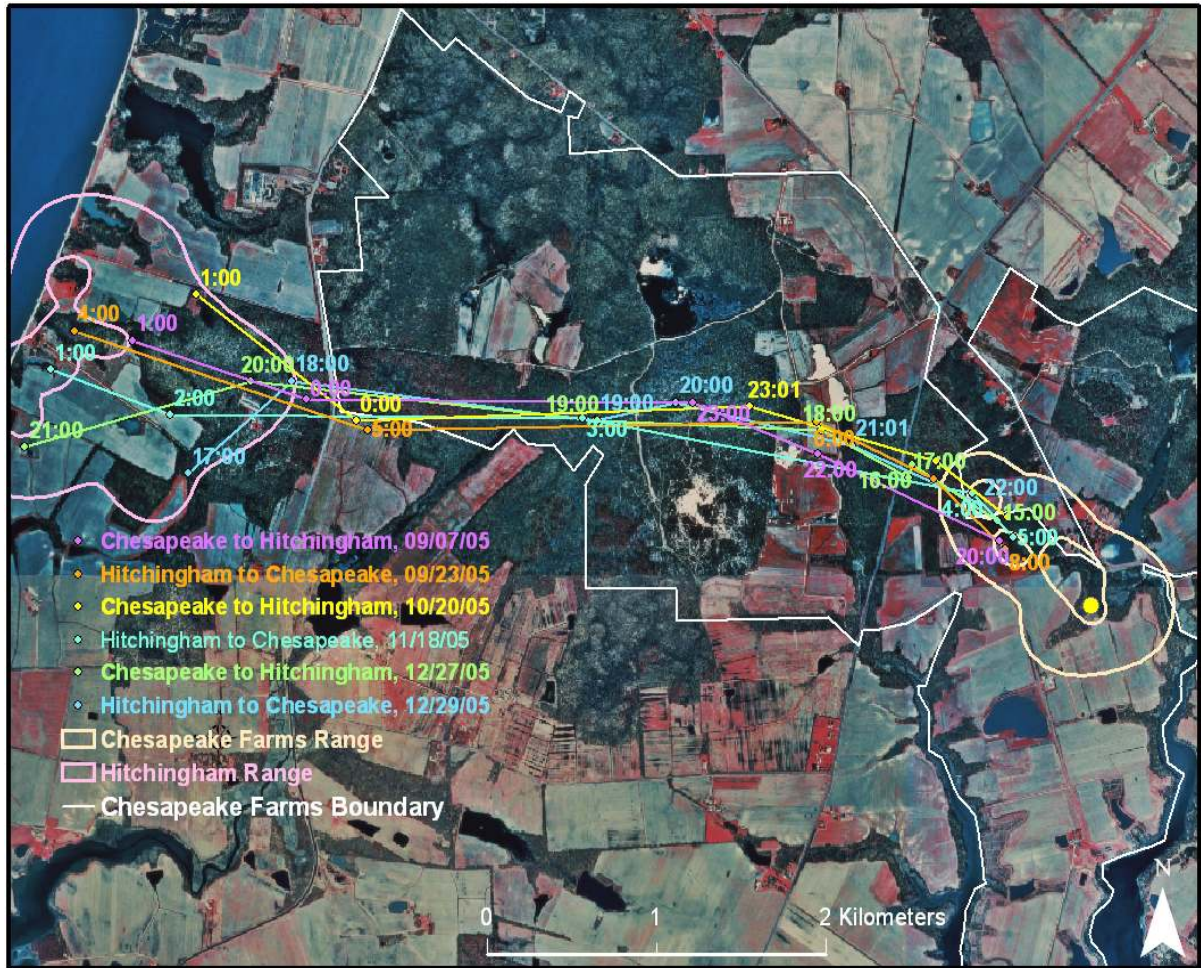 1:00
4:00
1:00
1:00
20:00
18:00
0:00
20:00
23:01
2:00
0:00
5:00
19:00
19:00
3:00
23:00
18:00
6:00
21:01
21:00
17:00
22:00
16:00
17:00
4:00
22:00
15:00
5:00
20:00
8:00
Chesapeake to Hitchingham, 09/07/05
Hitchingham to Chesapeake, 09/23/05
Chesapeake to Hitchingham, 10/20/05
Hitchingham to Chesapeake, 11/18/05
Chesapeake to Hitchingham, 12/27/05
Hitchingham to Chesapeake, 12/29/05
Chesapeake Farms Range
Hitchingham Range
Chesapeake Farms Boundary
N
0 1 2 Kilometers